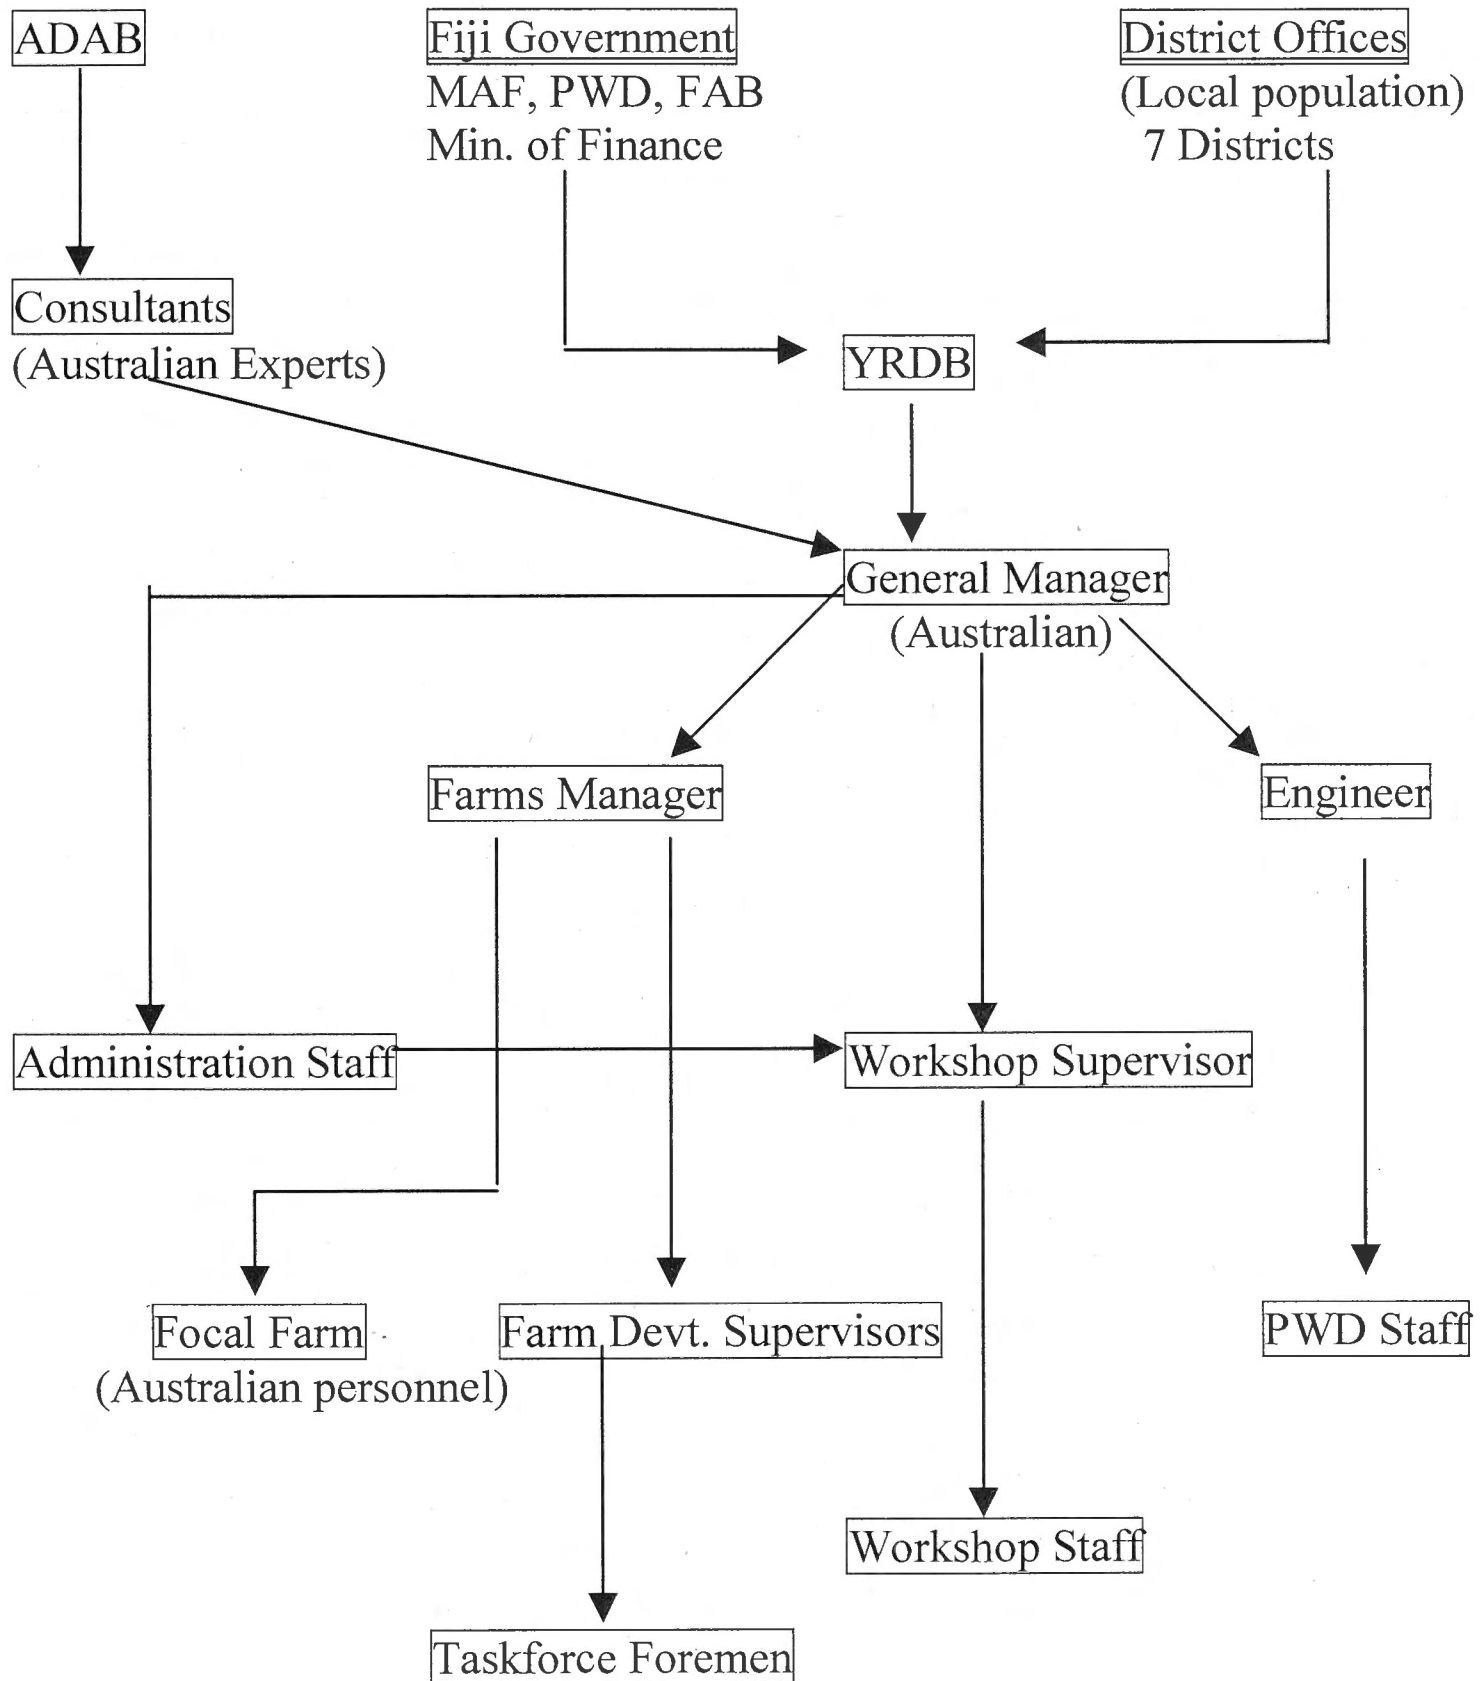 ADAB
Fiji Government
MAF, PWD, FAB
Min. of Finance
District Offices
(Local population)
7 Districts
Consultants
(Australian Experts)
YRDB
General Manager
(Australian)
Farms Manager
Engineer
Administration Staff
Workshop Supervisor
Focal Farm
(Australian personnel)
Farm Devt. Supervisors
PWD Staff
Workshop Staff
Taskforce Foremen